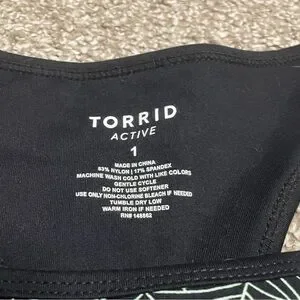 TORRID
ACTIVE
1
MADE IN CHINA
83% NYLON | 17% SPANDEX
MACHINE WASH COLD WITH LIKE COLORS
GENTLE CYCLE
DO NOT USE SOFTENER
USE ONLY NON-CHLORINE BLEACH IF NEEDED
TUMBLE DRY LOW
WARM IRON IF NEEDED
RN# 148862